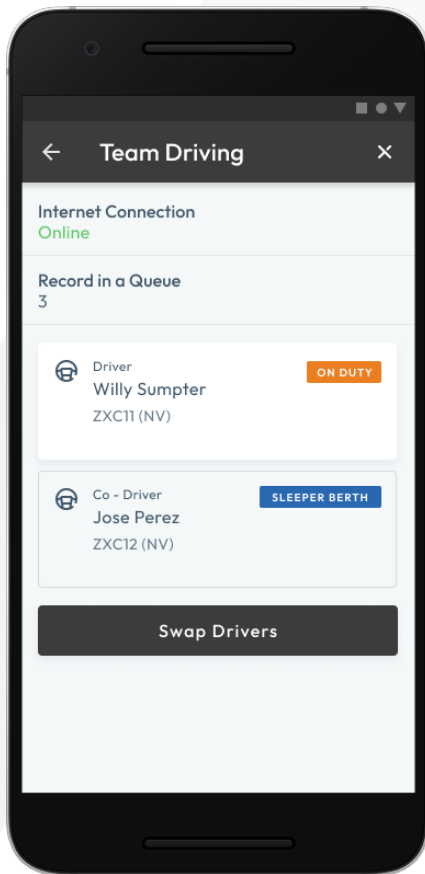 Team Driving
Internet Connection
Online
Record in a Queue
3
Driver
ON DUTY
Willy Sumpter
ZXC11 (NV)
Co - Driver
SLEEPER BERTH
Jose Perez
ZXC12 (NV)
Swap Drivers